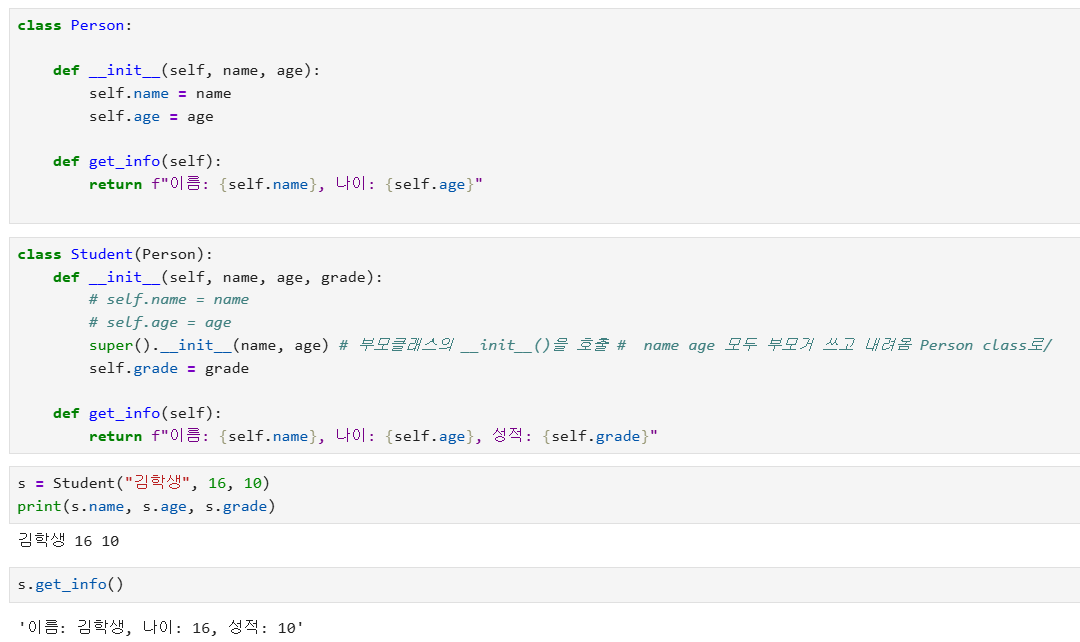 class Person:
    def __init__(self, name, age):
        self.name = name
        self.age = age
    def get_info(self):
        return f"이름: {self.name}, 나이: {self.age}"
class Student(Person):
    def __init__(self, name, age, grade):
        # self.name = name
        # self.age = age
        super().__init__(name, age) # 부모클래스의 __init__()을 호출 #  name age 모두 부모거 쓰고 내려옴 Person class로/
        self.grade = grade
    def get_info(self):
        return f"이름: {self.name}, 나이: {self.age}, 성적: {self.grade}"
s = Student("김학생", 16, 10)
print(s.name, s.age, s.grade)
김학생 16 10
s.get_info()
'이름: 김학생, 나이: 16, 성적: 10'